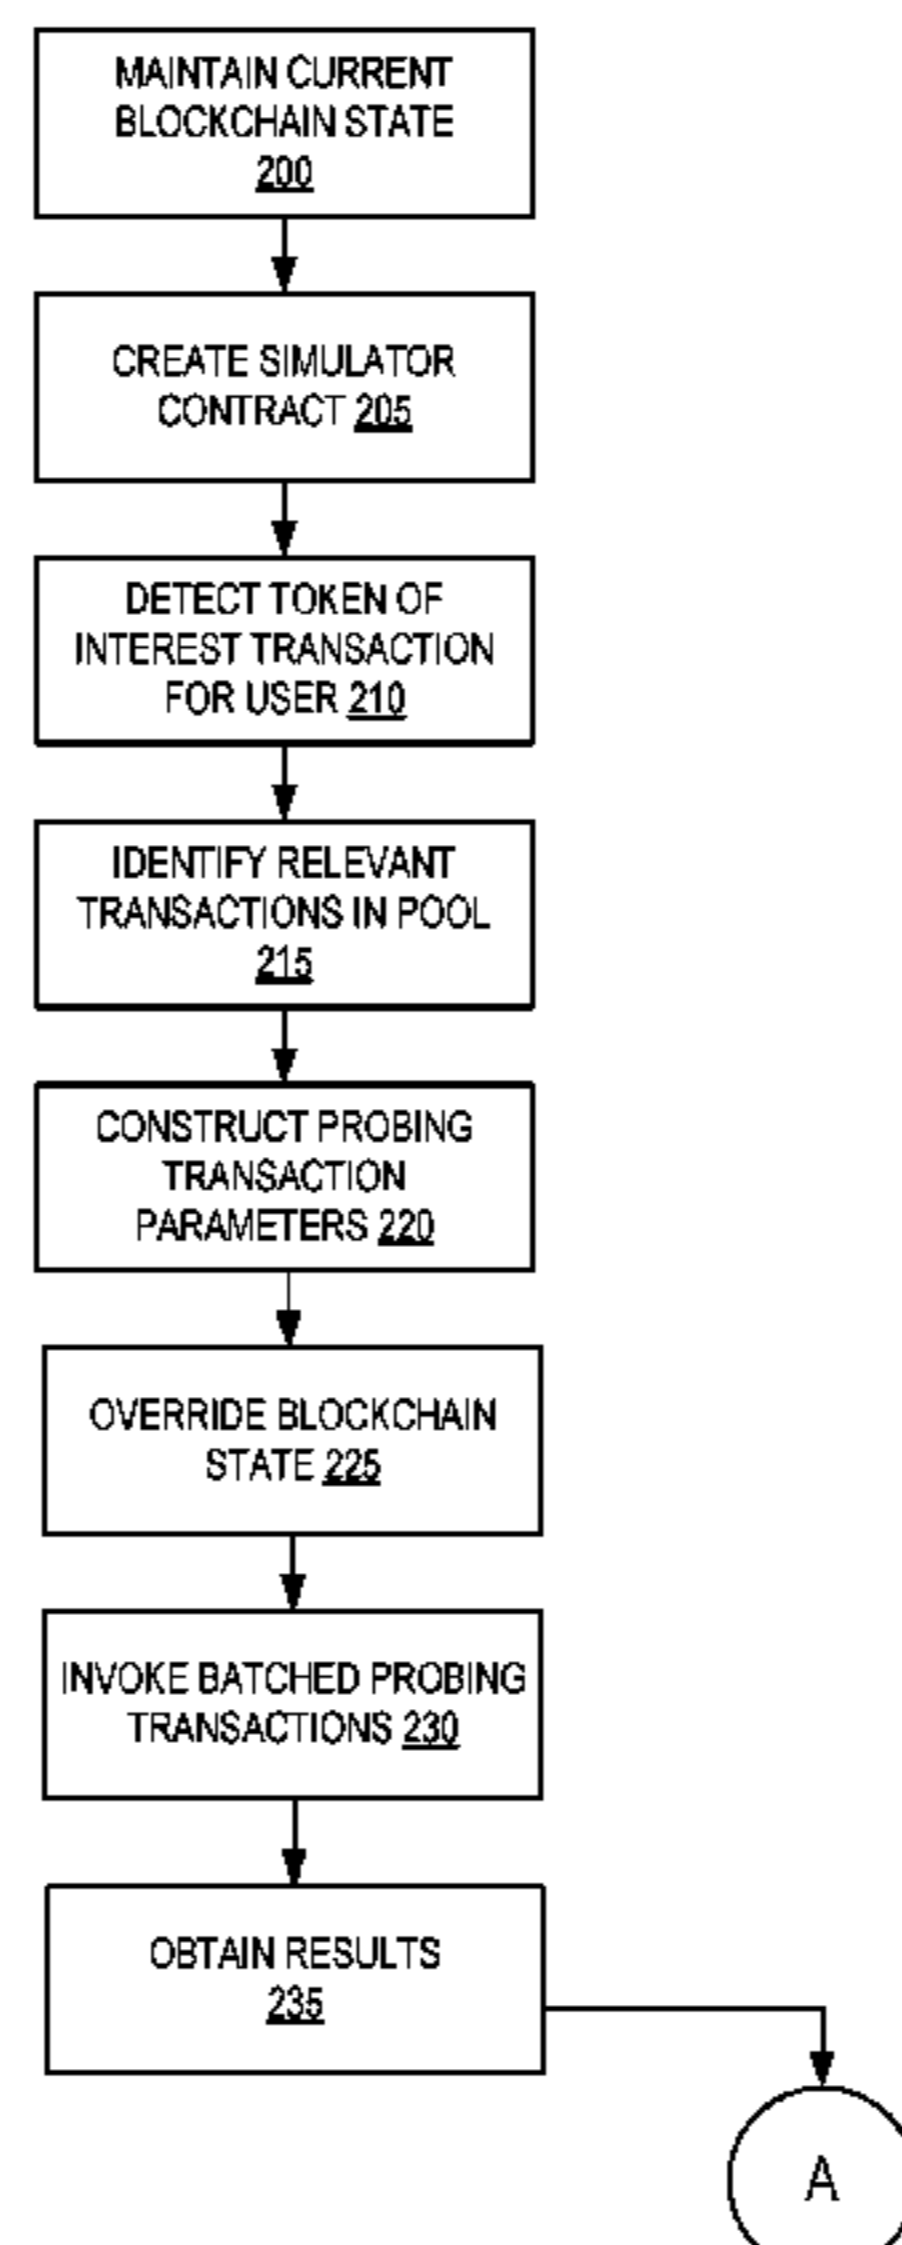 MAINTAIN CURRENT
BLOCKCHAIN STATE
200
CREATE SIMULATOR
CONTRACT 205
DETECT TOKEN OF
INTEREST TRANSACTION
FOR USER 210
IDENTIFY RELEVANT
TRANSACTIONS IN POOL
215
CONSTRUCT PROBING
TRANSACTION
PARAMETERS 220
OVERRIDE BLOCKCHAIN
STATE 225
INVOKE BATCHED PROBING
TRANSACTIONS 230
OBTAIN RESULTS
235
A